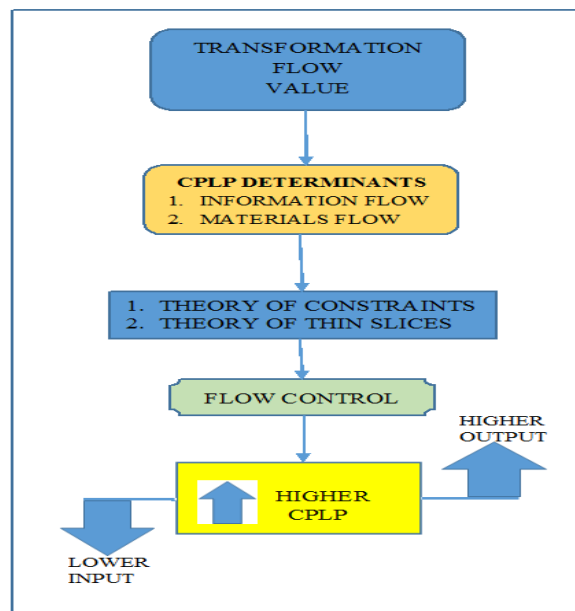 TRANSFORMATION
FLOW
VALUE
CPLP DETERMINANTS
1. INFORMATION FLOW
2. MATERIALS FLOW
1. THEORY OF CONSTRAINTS
2. THEORY OF THIN SLICES
FLOW CONTROL
HIGHER
OUTPUT
HIGHER
CPLP
LOWER
INPUT